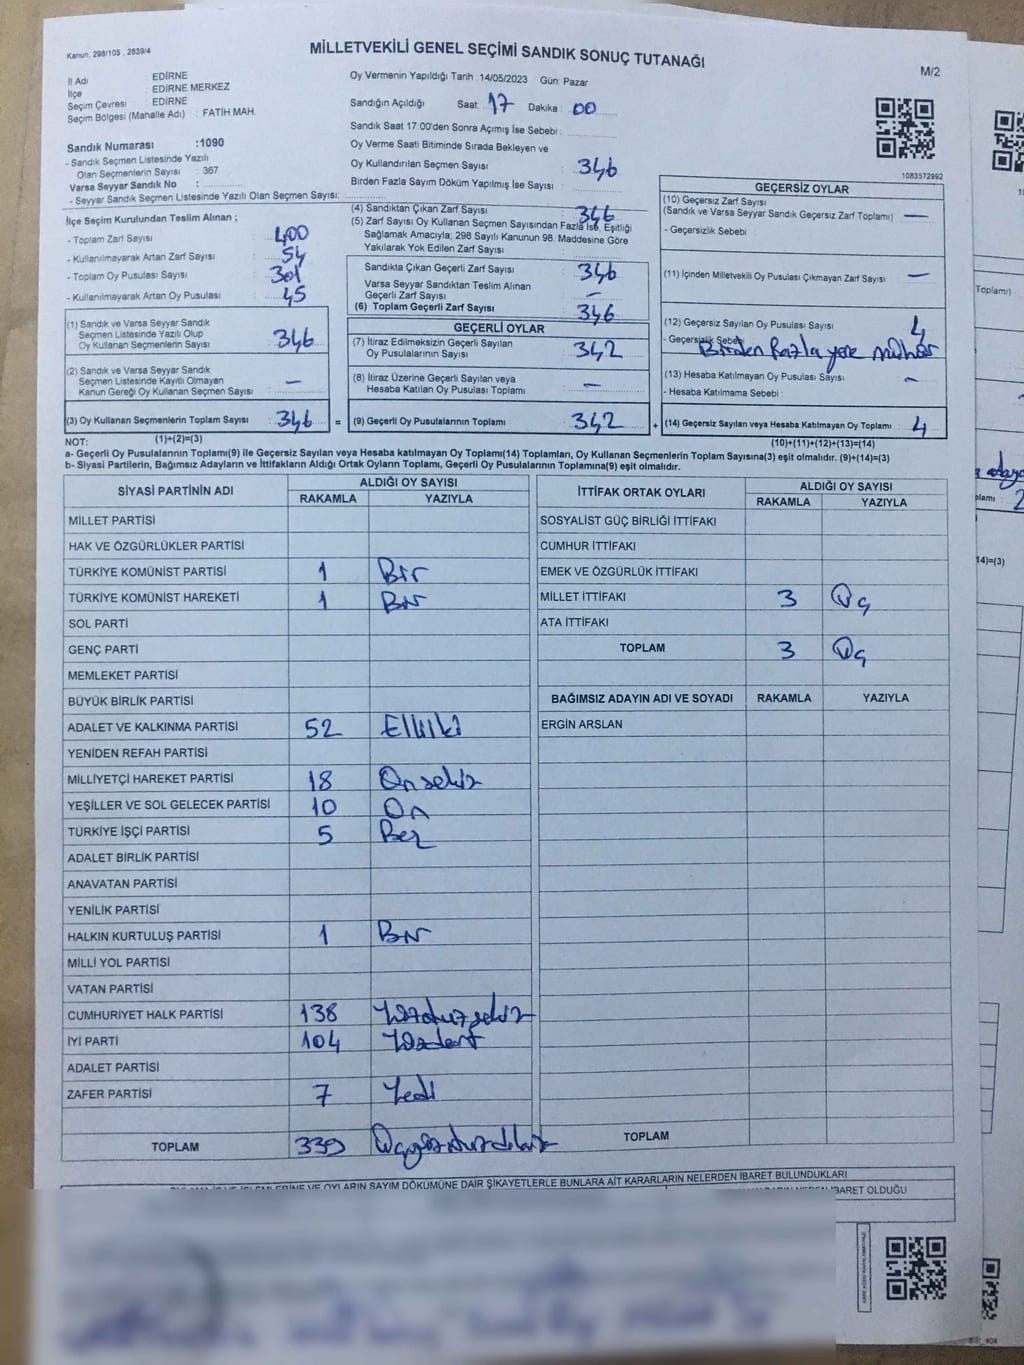 Kanun: 298/105 , 2839/4
MİLLETVEKİLİ GENEL SEÇİMİ SANDIK SONUÇ TUTANAĞI
M/2
İl Adı : EDİRNE
İlçe : EDİRNE MERKEZ
Seçim Çevresi : EDİRNE
Seçim Bölgesi (Mahalle Adı) : FATİH MAH.
Sandık Numarası :1090
- Sandık Seçmen Listesinde Yazılı
Olan Seçmenlerin Sayısı : 367
Varsa Seyyar Sandık No :
- Seyyar Sandık Seçmen Listesinde Yazılı Olan Seçmen Sayısı:
Oy Vermenin Yapıldığı Tarih : 14/05/2023 Gün: Pazar
Sandığın Açıldığı Saat: 17 Dakika : 00
Sandık Saat 17:00'den Sonra Açımış İse Sebebi :
Oy Verme Saati Bitiminde Sırada Bekleyen ve
Oy Kullandırılan Seçmen Sayısı : 346
Birden Fazla Sayım Döküm Yapılmış İse Sayısı :
1083572992
İlçe Seçim Kurulundan Teslim Alınan ;
- Toplam Zarf Sayısı : 400
- Kullanılmayarak Artan Zarf Sayısı : 54
- Toplam Oy Pusulası Sayısı :
- Kullanılmayarak Artan Oy Pusulası : 45
(1) Sandık ve Varsa Seyyar Sandık
Seçmen Listesinde Yazılı Olup
Oy Kullanan Seçmenlerin Sayısı : 346
(2) Sandık ve Varsa Seyyar Sandık
Seçmen Listesinde Kayıtlı Olmayan
Kanun Gereği Oy Kullanan Seçmen Sayısı : —
(3) Oy Kullanan Seçmenlerin Toplam Sayısı : 346 =
(1)+(2)=(3)
(4) Sandıktan Çıkan Zarf Sayısı : 346
(5) Zarf Sayısı Oy Kullanan Seçmen Sayısından Fazla İse, Eşitliği
Sağlamak Amacıyla; 298 Sayılı Kanunun 98. Maddesine Göre
Yakılarak Yok Edilen Zarf Sayısı :
Sandıkta Çıkan Geçerli Zarf Sayısı : 346
Varsa Seyyar Sandıktan Teslim Alınan
Geçerli Zarf Sayısı : —
(6) Toplam Geçerli Zarf Sayısı : 346
GEÇERLİ OYLAR
(7) İtiraz Edilmeksizin Geçerli Sayılan
Oy Pusulalarının Sayısı : 342
(8) İtiraz Üzerine Geçerli Sayılan veya
Hesaba Katılan Oy Pusulaları Toplamı : —
(9) Geçerli Oy Pusulalarının Toplamı : 342 +
GEÇERSİZ OYLAR
(10) Geçersiz Zarf Sayısı
(Sandık ve Varsa Seyyar Sandık Geçersiz Zarf Toplamı) : —
- Geçersizlik Sebebi :
(11) İçinden Milletvekili Oy Pusulası Çıkmayan Zarf Sayısı : —
(12) Geçersiz Sayılan Oy Pusulası Sayısı : 4
- Geçersizlik Sebebi : Birden fazla yere mühür
(13) Hesaba Katılmayan Oy Pusulası Sayısı : —
- Hesaba Katılmama Sebebi :
(14) Geçersiz Sayılan veya Hesaba Katılmayan Oy Toplamı : 4
(10)+(11)+(12)+(13)=(14)
NOT:
a- Geçerli Oy Pusulalarının Toplamı(9) ile Geçersiz Sayılan veya Hesaba katılmayan Oy Toplamı(14) Toplamları, Oy Kullanan Seçmenlerin Toplam Sayısına(3) eşit olmalıdır. (9)+(14)=(3)
b- Siyasi Partilerin, Bağımsız Adayların ve İttifakların Aldığı Ortak Oyların Toplamı, Geçerli Oy Pusulalarının Toplamına(9) eşit olmalıdır.
SİYASİ PARTİNİN ADI ALDIĞI OY SAYISI
RAKAMLA YAZIYLA
MİLLET PARTİSİ
HAK VE ÖZGÜRLÜKLER PARTİSİ
TÜRKİYE KOMÜNİST PARTİSİ 1 Bir
TÜRKİYE KOMÜNİST HAREKETİ 1 Bir
SOL PARTİ
GENÇ PARTİ
MEMLEKET PARTİSİ
BÜYÜK BİRLİK PARTİSİ
ADALET VE KALKINMA PARTİSİ 52 Elliiki
YENİDEN REFAH PARTİSİ
MİLLİYETÇİ HAREKET PARTİSİ 18 Onsekiz
YEŞİLLER VE SOL GELECEK PARTİSİ 10 On
TÜRKİYE İŞÇİ PARTİSİ 5 Beş
ADALET BİRLİK PARTİSİ
ANAVATAN PARTİSİ
YENİLİK PARTİSİ
HALKIN KURTULUŞ PARTİSİ 1 Bir
MİLLİ YOL PARTİSİ
VATAN PARTİSİ
CUMHURİYET HALK PARTİSİ 138 Yüzotuzsekiz
İYİ PARTİ 104 Yüzdört
ADALET PARTİSİ
ZAFER PARTİSİ 7 Yedi
TOPLAM 339 Üçyüzotuzdokuz
İTTİFAK ORTAK OYLARI ALDIĞI OY SAYISI
RAKAMLA YAZIYLA
SOSYALİST GÜÇ BİRLİĞİ İTTİFAKI
CUMHUR İTTİFAKI
EMEK VE ÖZGÜRLÜK İTTİFAKI
MİLLET İTTİFAKI 3 Üç
ATA İTTİFAKI
TOPLAM 3 Üç
BAĞIMSIZ ADAYIN ADI VE SOYADI RAKAMLA YAZIYLA
ERGİN ARSLAN
TOPLAM
OYLARIN SAYIM DÖKÜMÜNE DAİR ŞİKAYETLERLE BUNLARA AİT KARARLARIN NELERDEN İBARET BULUNDUKLARI
İBARET OLDUĞU